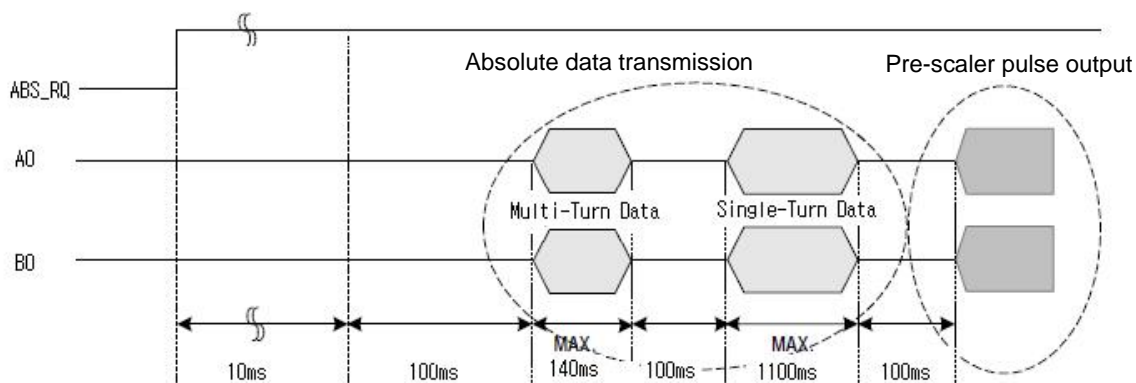 Absolute data transmission
Pre-scaler pulse output
ABS_RQ
AO
Multi-Turn Data
Single-Turn Data
BO
MAX.
MAX.
10ms
100ms
140ms
100ms
1100ms
100ms